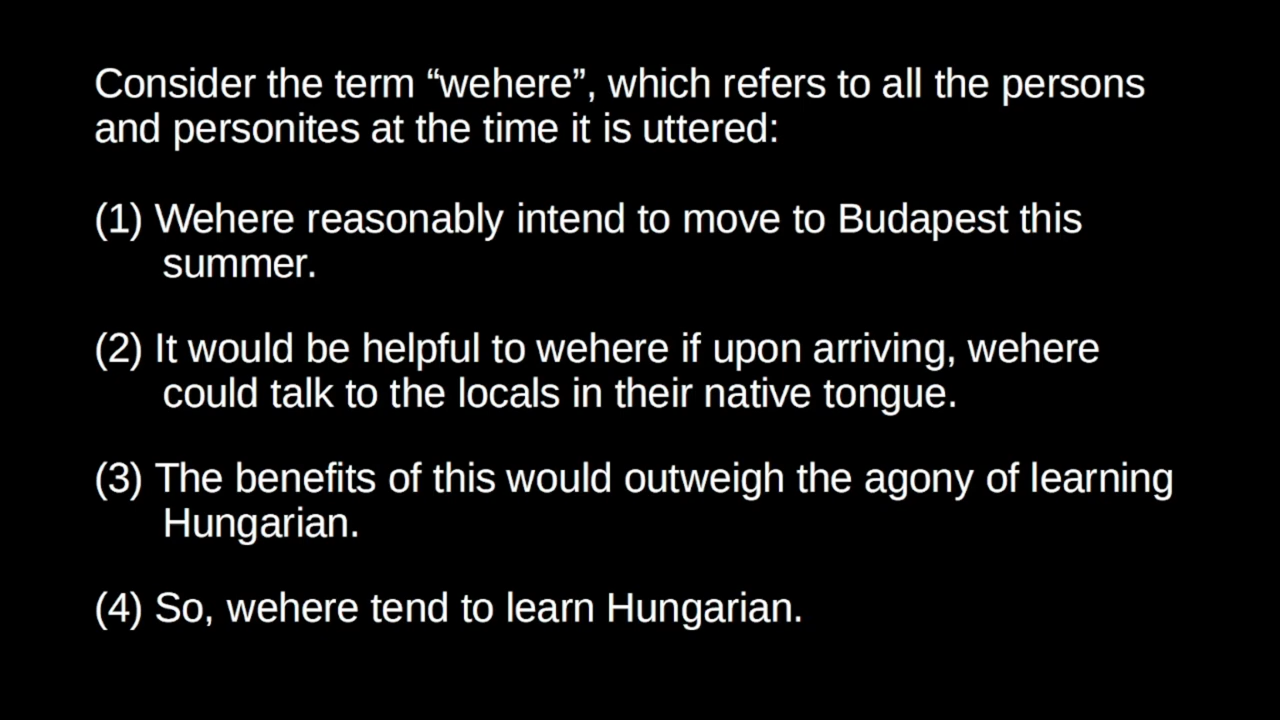 Consider the term “wehere”, which refers to all the persons
and personites at the time it is uttered:
(1) Wehere reasonably intend to move to Budapest this
summer.
(2) It would be helpful to wehere if upon arriving, wehere
could talk to the locals in their native tongue.
(3) The benefits of this would outweigh the agony of learning
Hungarian.
(4) So, wehere tend to learn Hungarian.